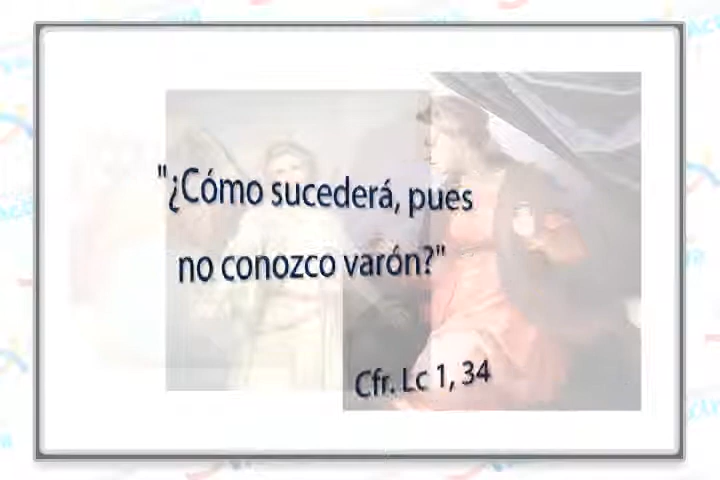 "¿Cómo sucederá, pues
no conozco varón?"
Cfr. Lc 1, 34